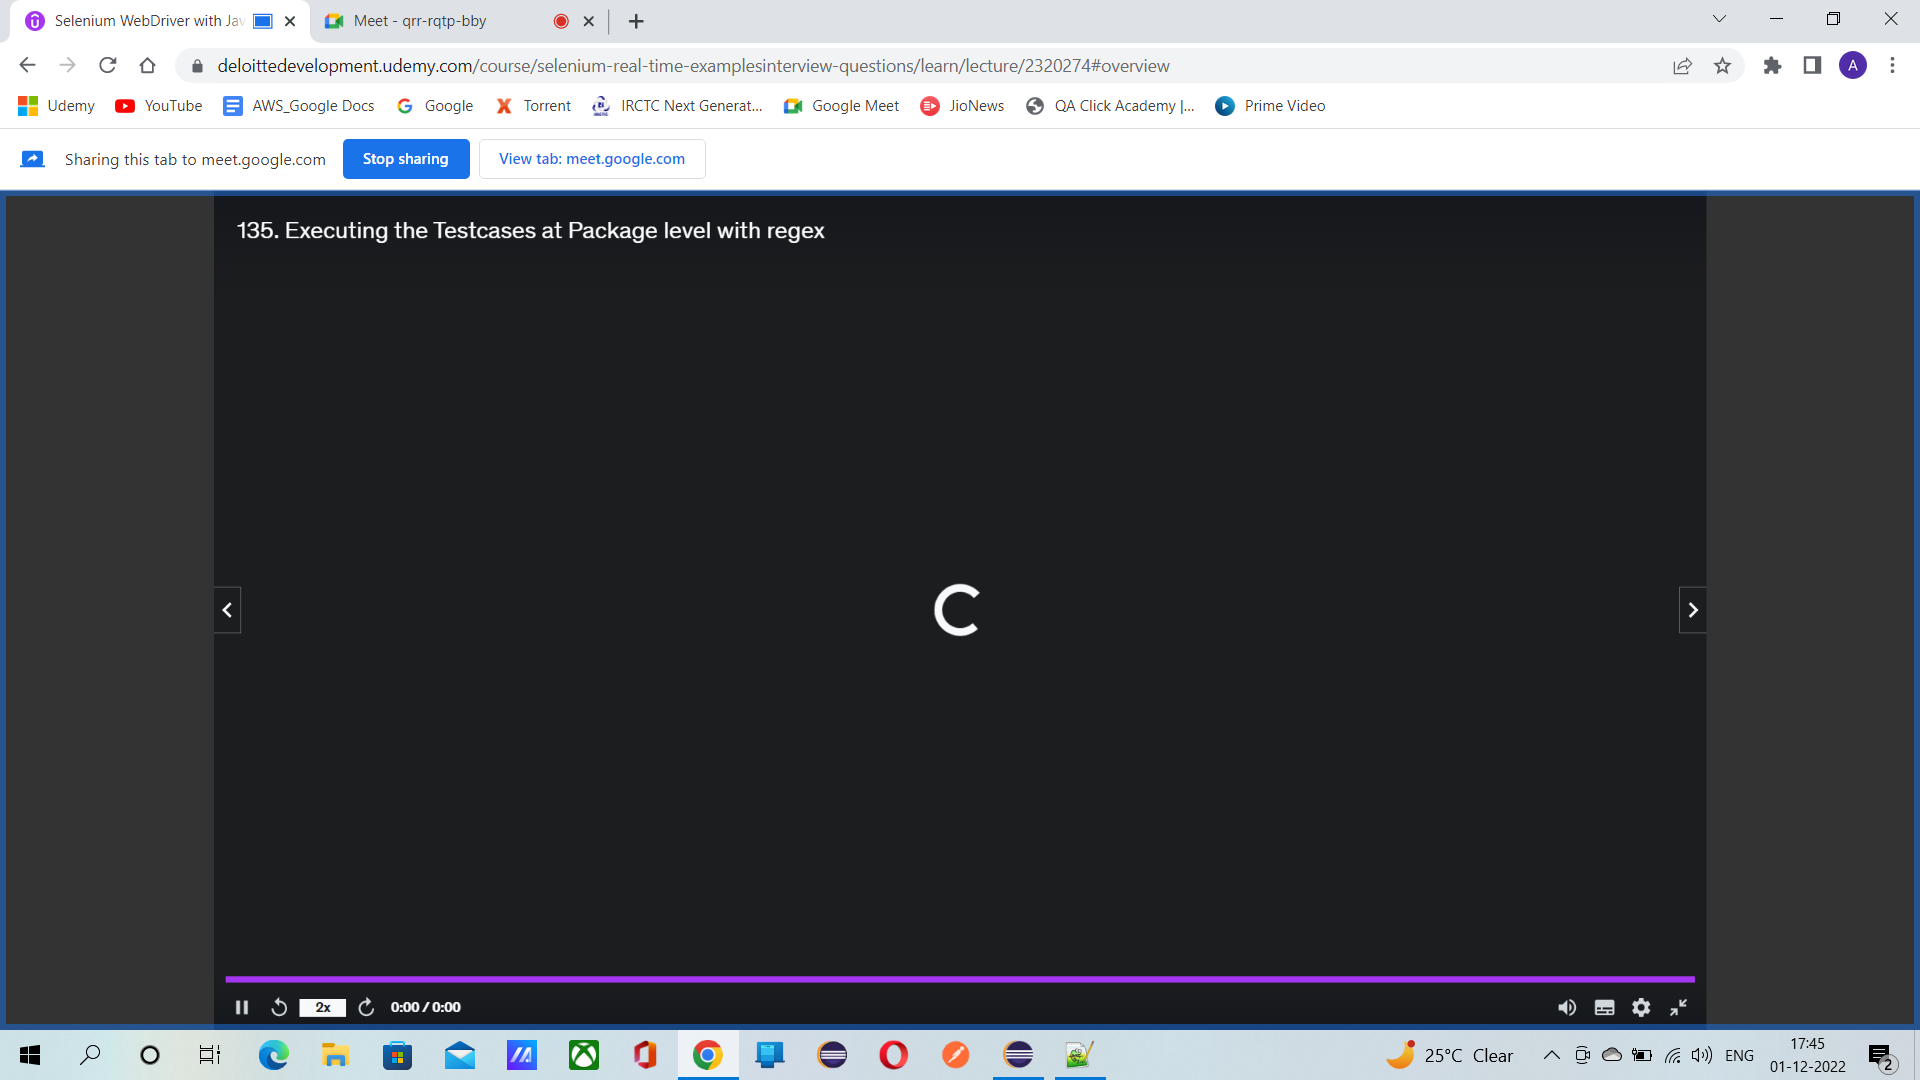 Selenium WebDriver with Jav
Meet - qrr-rqtp-bby
deloittedevelopment.udemy.com/course/selenium-real-time-examplesinterview-questions/learn/lecture/2320274#overview
A
Udemy
YouTube
AWS_Google Docs
Google
Torrent
IRCTC Next Generat...
Google Meet
JioNews
QA Click Academy |...
Prime Video
Sharing this tab to meet.google.com
Stop sharing
View tab: meet.google.com
135. Executing the Testcases at Package level with regex
2x
0:00 / 0:00
25°C Clear
ENG
17:45
01-12-2022
2